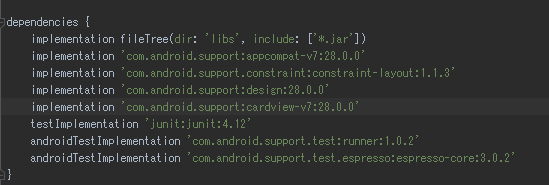 dependencies {
implementation fileTree(dir: 'libs', include: ['*.jar'])
implementation 'com.android.support:appcompat-v7:28.0.0'
implementation 'com.android.support.constraint:constraint-layout:1.1.3'
implementation 'com.android.support:design:28.0.0'
implementation 'com.android.support:cardview-v7:28.0.0'
testImplementation 'junit:junit:4.12'
androidTestImplementation 'com.android.support.test:runner:1.0.2'
androidTestImplementation 'com.android.support.test.espresso:espresso-core:3.0.2'
}